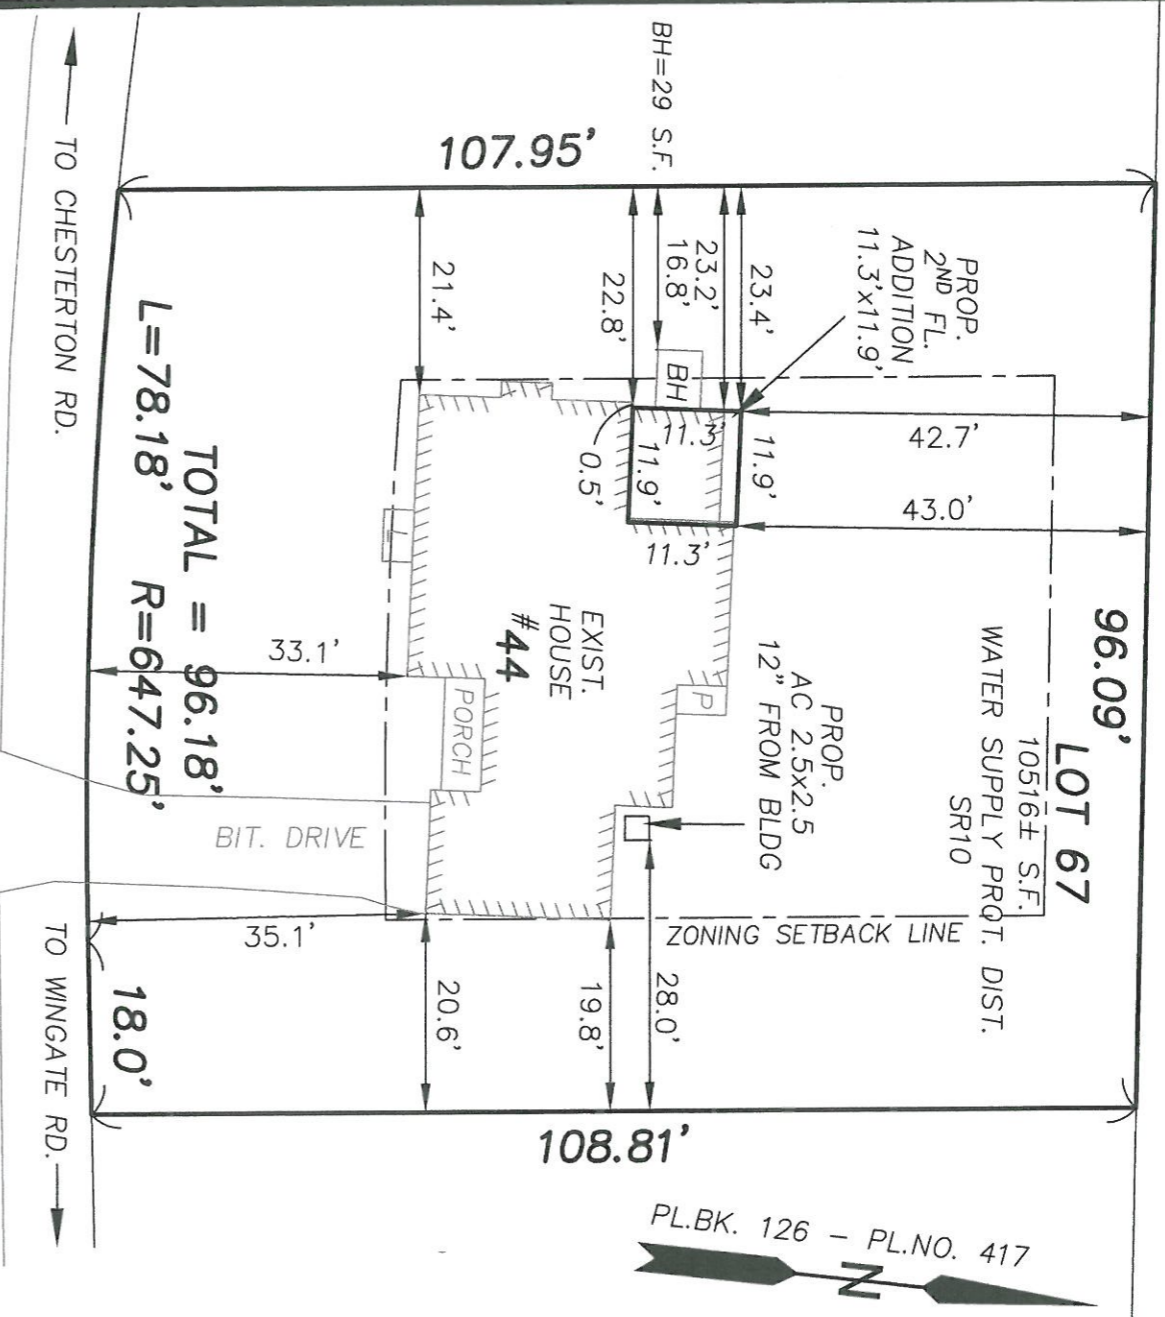 BH=29 S.F.
107.95'
TO CHESTERTON RD.
PROP.
2ND FL.
ADDITION
11.3'x11.9'
23.4'
23.2'
16.8'
22.8'
21.4'
BH
11.3'
11.9'
11.9'
0.5'
11.3'
42.7'
43.0'
96.09'
LOT 67
10516± S.F.
WATER SUPPLY PROT. DIST.
SR10
L=78.18'
R=647.25'
TOTAL = 96.18'
EXIST.
HOUSE
#44
33.1'
PORCH
P
PROP.
AC 2.5x2.5
12" FROM BLDG
BIT. DRIVE
ZONING SETBACK LINE
35.1'
20.6'
19.8'
28.0'
18.0'
TO WINGATE RD.
108.81'
PL.BK. 126 - PL.NO. 417
N